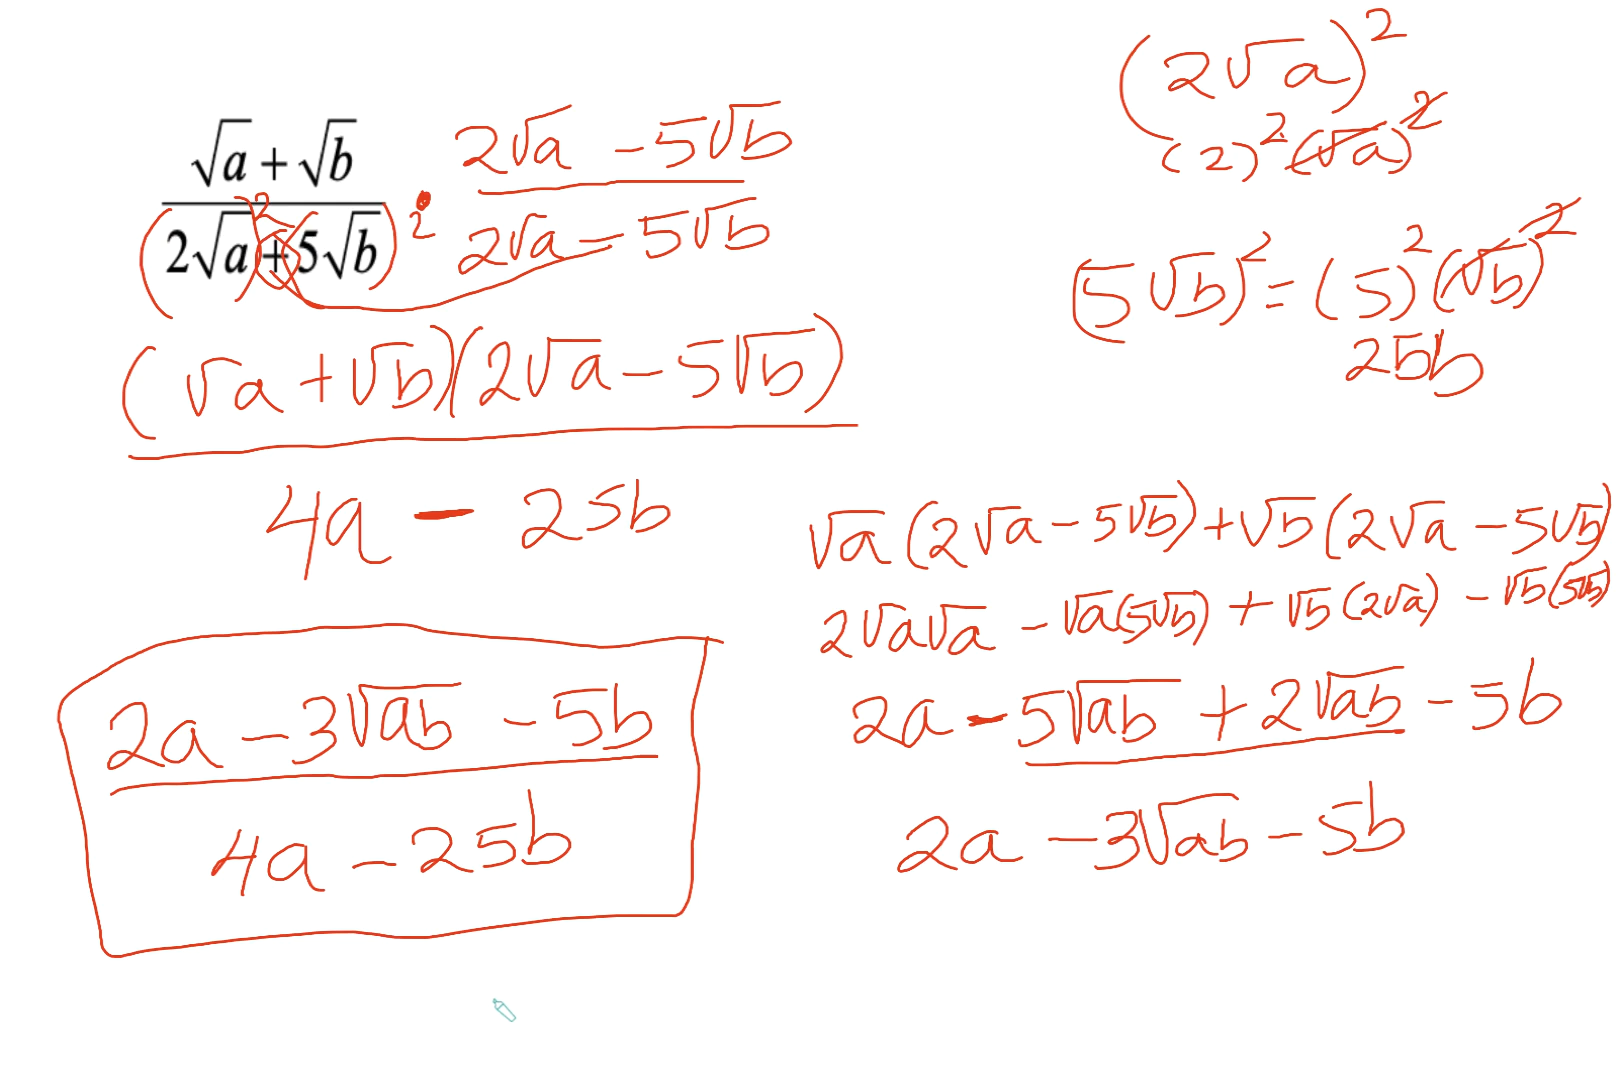 (√a + √b)/(2√a + 5√b) · (2√a − 5√b)/(2√a − 5√b)
(√a + √b)(2√a − 5√b)
4a − 25b
2a − 3√ab − 5b
4a − 25b
(2√a)²
(2)²(√a)²
(5√b)² = (5)²(√b)²
25b
√a(2√a − 5√b) + √b(2√a − 5√b)
2√a√a − √a(5√b) + √b(2√a) − √b(5√b)
2a − 5√ab + 2√ab − 5b
2a − 3√ab − 5b